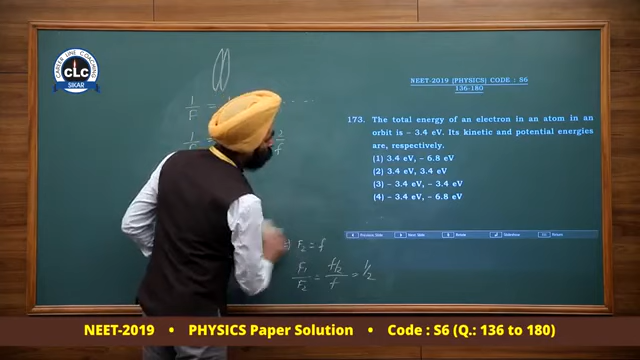 CAREER LINE COACHING
CLC
SIKAR
NEET-2019 (PHYSICS) CODE : S6
136-180
173. The total energy of an electron in an atom in an
orbit is – 3.4 eV. Its kinetic and potential energies
are, respectively.
(1) 3.4 eV, – 6.8 eV
(2) 3.4 eV, 3.4 eV
(3) – 3.4 eV, – 3.4 eV
(4) – 3.4 eV, – 6.8 eV
1/F =
2/f
F₂ = f
F₁/F₂ = f/2/f = 1/2
NEET-2019 • PHYSICS Paper Solution • Code : S6 (Q.: 136 to 180)